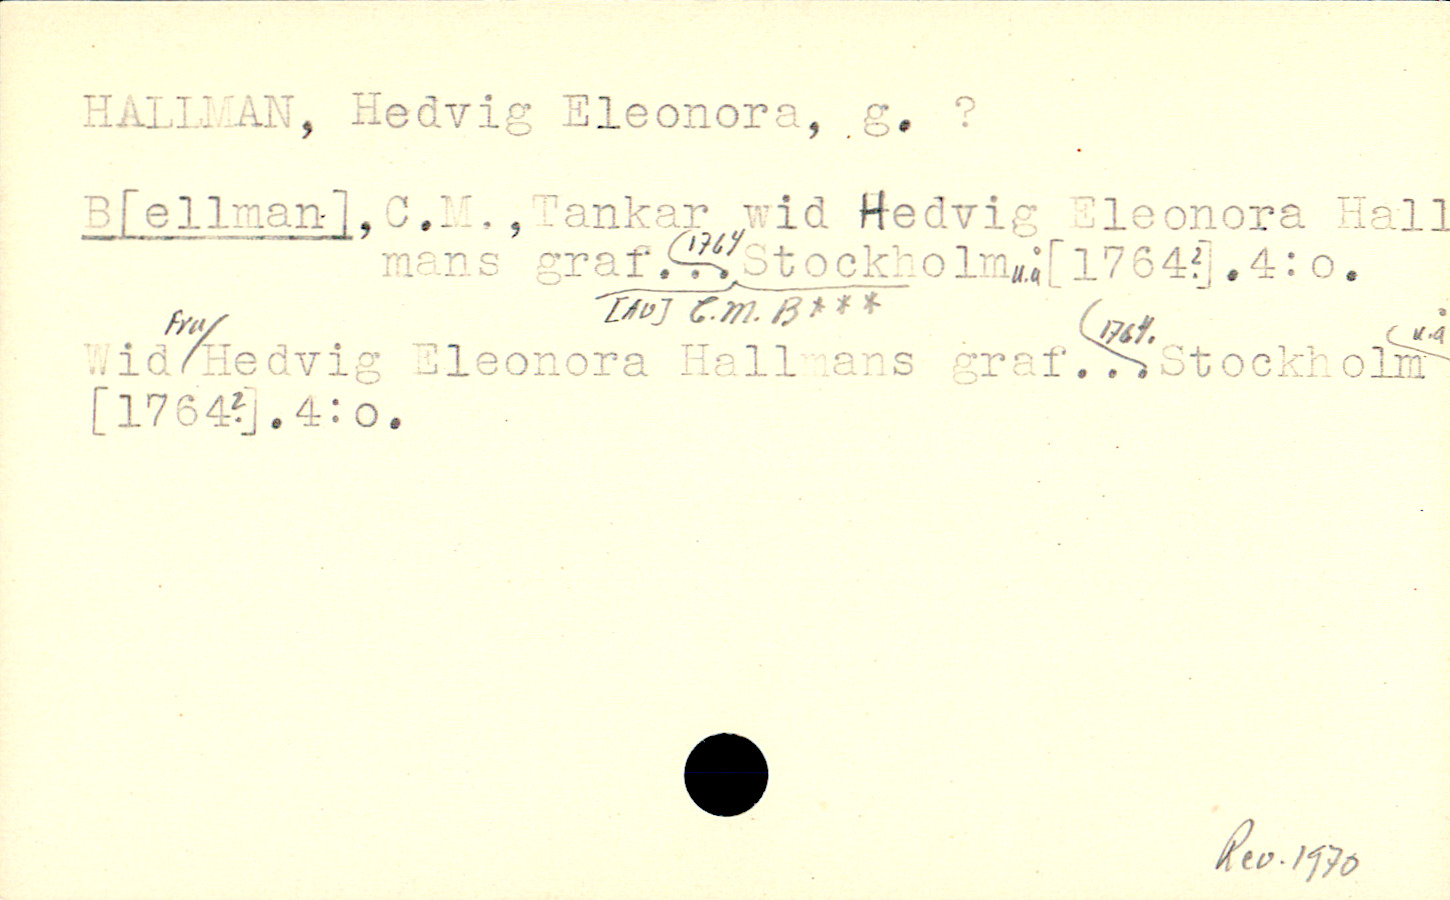 HALLMAN, Hedvig Eleonora, g. ?
B[ellman], C.M., Tankar wid Hedvig Eleonora Hall
1764
mans graf... Stockholm u.å [1764?]. 4:o.
[Av] C.M. B***
Fru
1764.
u.å
Wid Hedvig Eleonora Hallmans graf... Stockholm
[1764?]. 4:o.
Rev. 1970